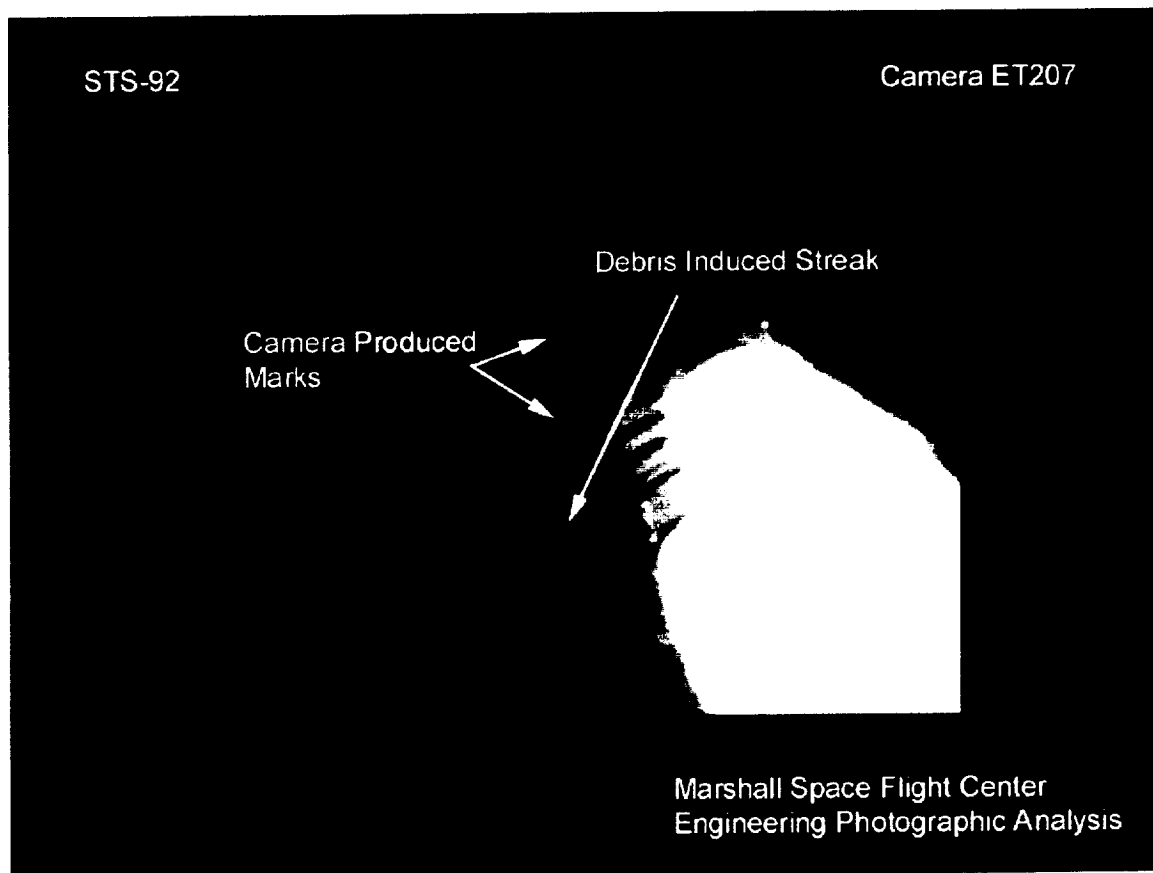 STS-92
Camera ET207
Debris Induced Streak
Camera Produced
Marks
Marshall Space Flight Center
Engineering Photographic Analysis